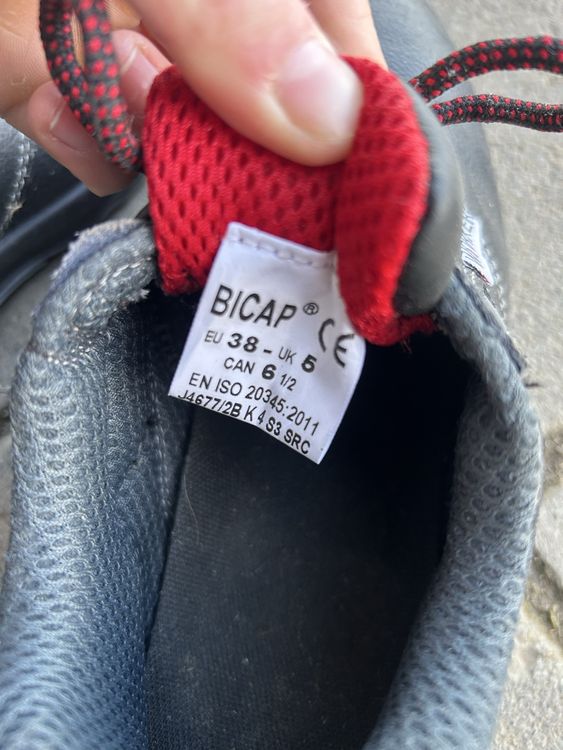 BICAP® CE
EU 38 - UK 5
CAN 6 1/2
EN ISO 20345:2011
J4677/2B K 4 S3 SRC